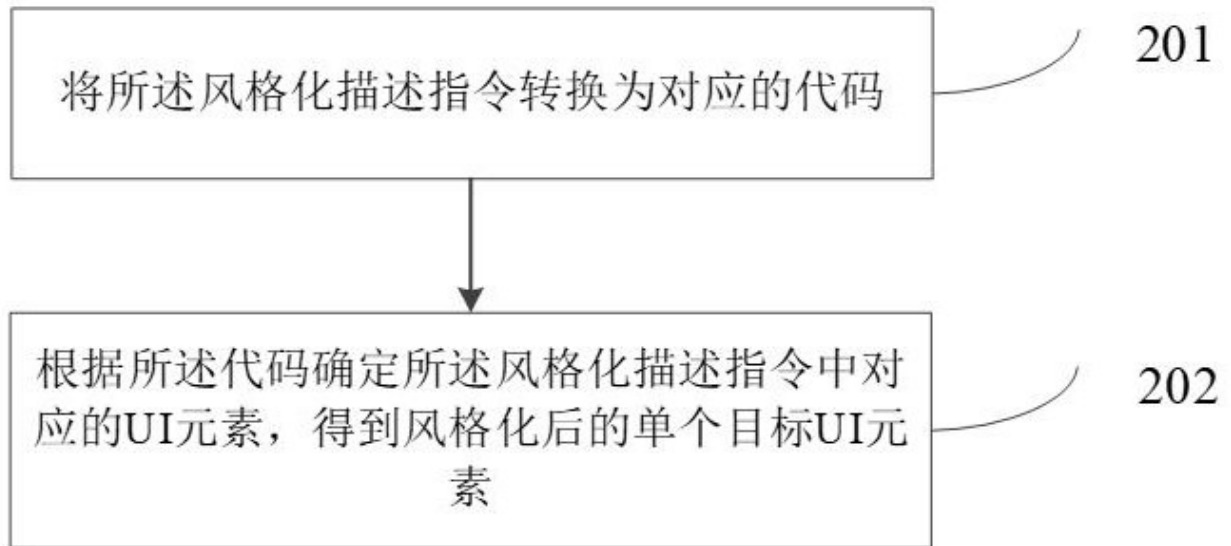 将所述风格化描述指令转换为对应的代码
201
根据所述代码确定所述风格化描述指令中对
应的UI元素，得到风格化后的单个目标UI元
素
202